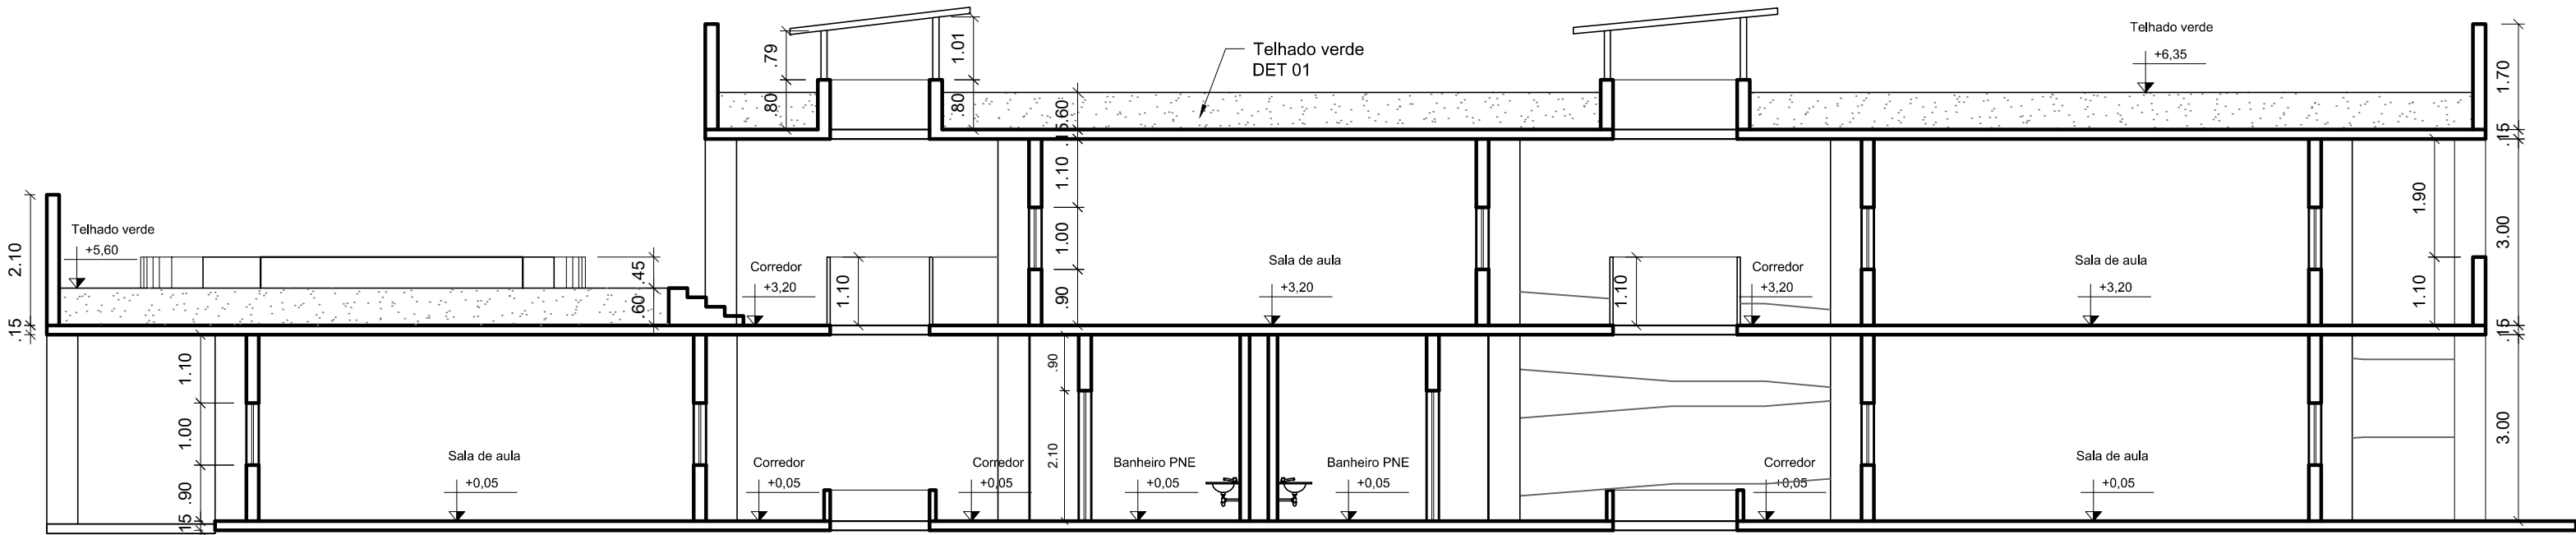 Telhado verde
DET 01
Telhado verde
+6,35
.79
.80
1.01
.80
.60
.15
1.70
.15
1.10
1.00
.90
1.90
1.10
3.00
.15
2.10
.15
Telhado verde
+5,60
.45
.60
Corredor
+3,20
1.10
Sala de aula
+3,20
1.10
Corredor
+3,20
Sala de aula
+3,20
1.10
1.00
.90
.15
Sala de aula
+0,05
Corredor
+0,05
Corredor
+0,05
.90
2.10
Banheiro PNE
+0,05
Banheiro PNE
+0,05
Corredor
+0,05
Sala de aula
+0,05
3.00